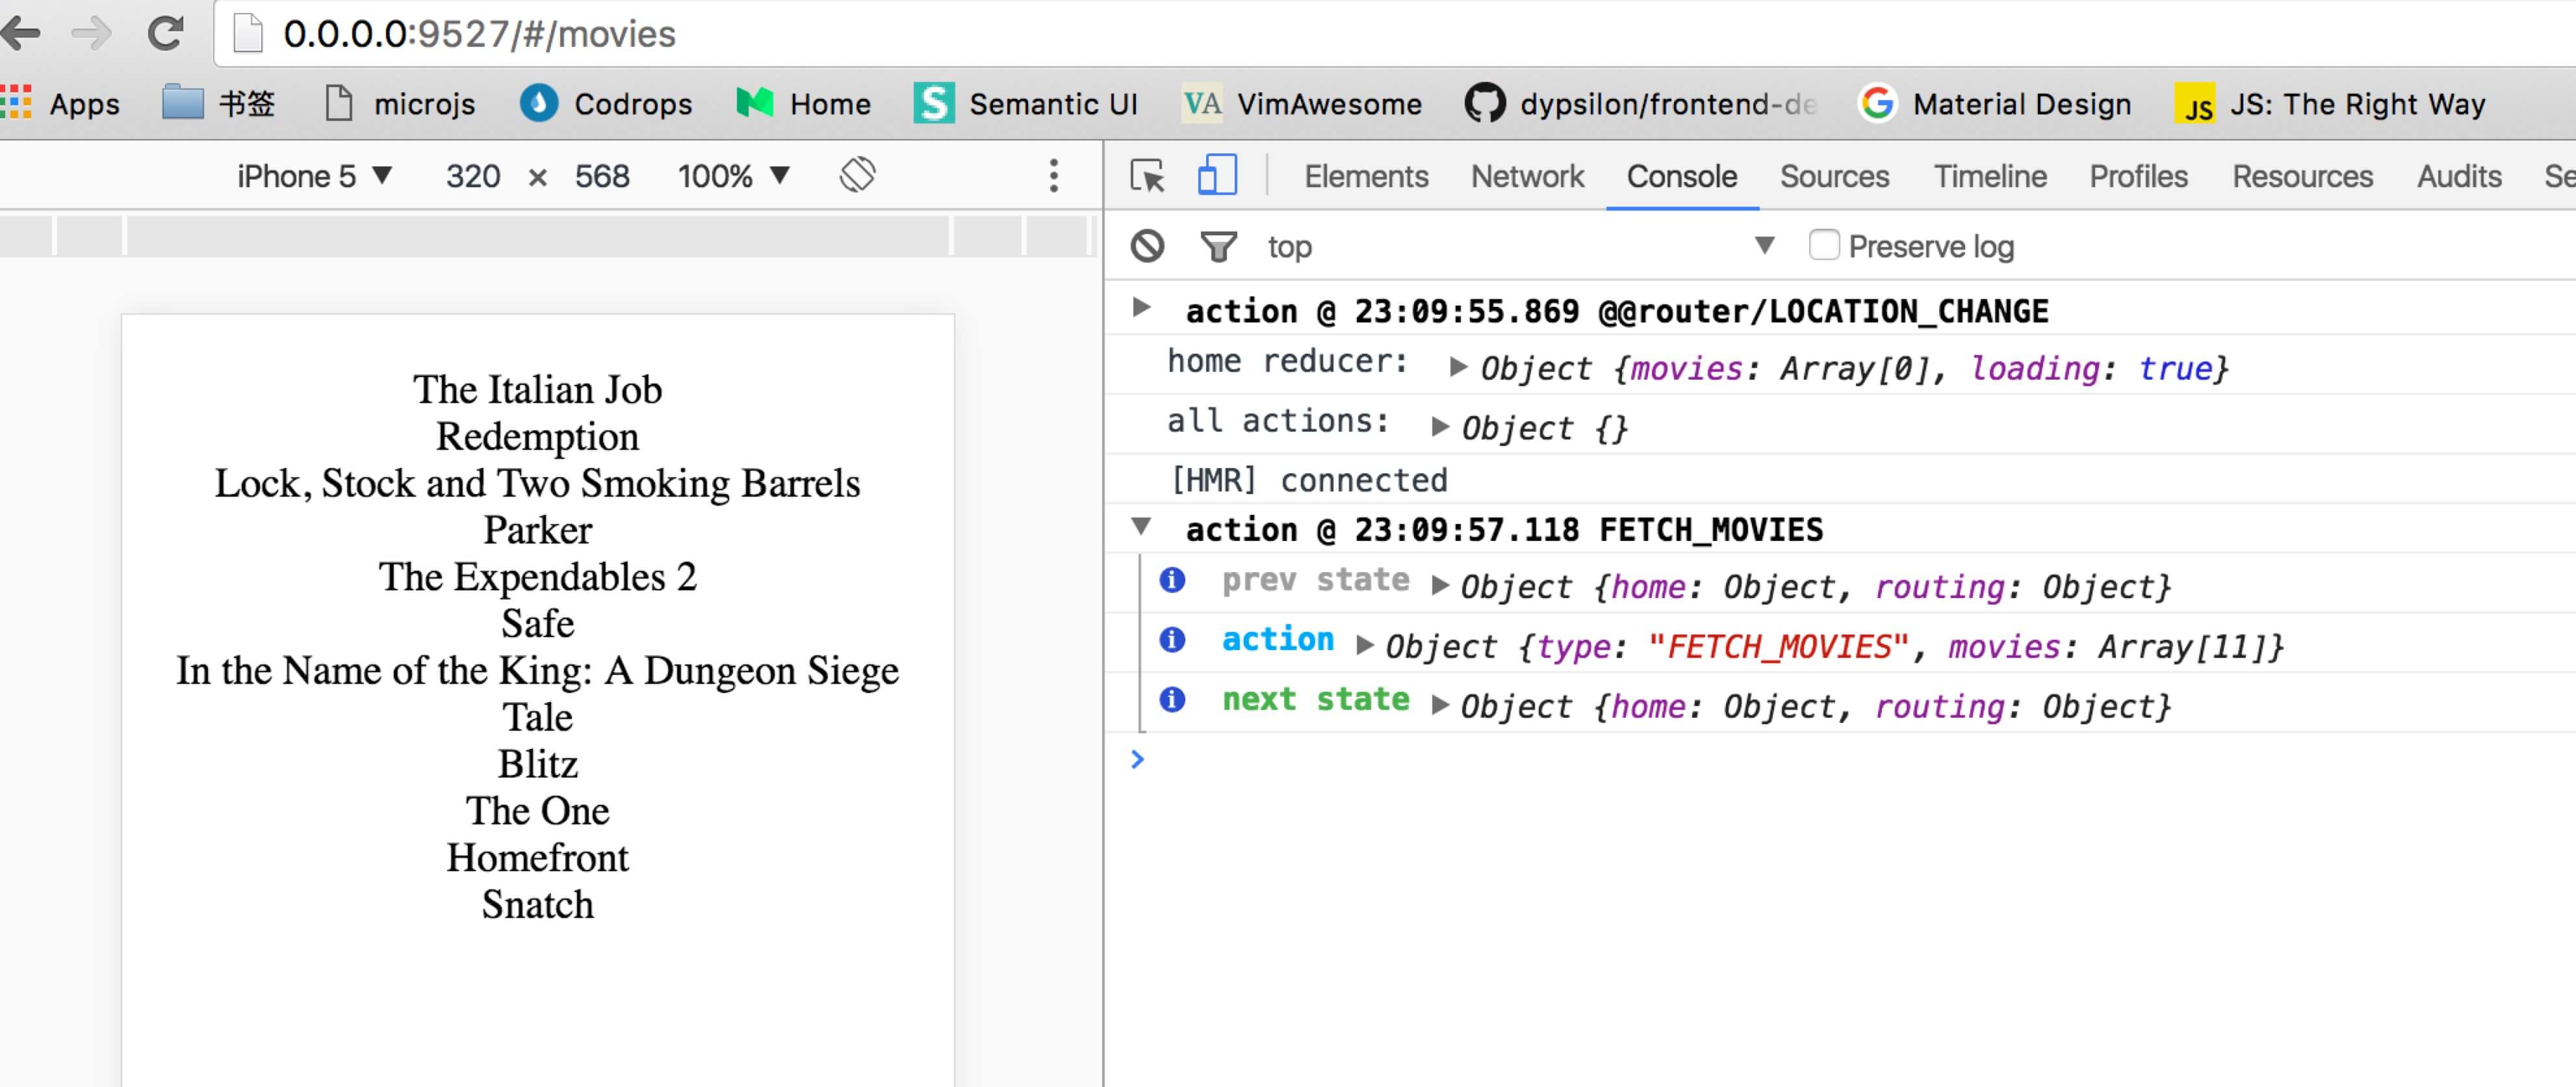 0.0.0.0:9527/#/movies
Apps 书签 microjs Codrops Home Semantic UI VimAwesome dypsilon/frontend-de Material Design JS: The Right Way
iPhone 5 ▼ 320 × 568 100% ▼
Elements Network Console Sources Timeline Profiles Resources Audits Se
top ▼ Preserve log
The Italian Job
Redemption
Lock, Stock and Two Smoking Barrels
Parker
The Expendables 2
Safe
In the Name of the King: A Dungeon Siege
Tale
Blitz
The One
Homefront
Snatch
action @ 23:09:55.869 @@router/LOCATION_CHANGE
home reducer: Object {movies: Array[0], loading: true}
all actions: Object {}
[HMR] connected
action @ 23:09:57.118 FETCH_MOVIES
prev state Object {home: Object, routing: Object}
action Object {type: "FETCH_MOVIES", movies: Array[11]}
next state Object {home: Object, routing: Object}